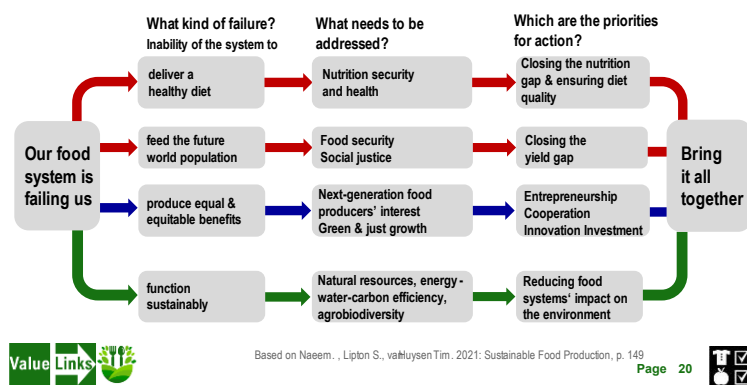 What kind of failure?
Inability of the system to
What needs to be
addressed?
Which are the priorities
for action?
Our food
system is
failing us
deliver a
healthy diet
Nutrition security
and health
Closing the nutrition
gap & ensuring diet
quality
feed the future
world population
Food security
Social justice
Closing the
yield gap
produce equal &
equitable benefits
Next-generation food
producers' interest
Green & just growth
Entrepreneurship
Cooperation
Innovation Investment
function
sustainably
Natural resources, energy-
water-carbon efficiency,
agrobiodiversity
Reducing food
systems' impact on
the environment
Bring
it all
together
Value Links
Based on Naeem. , Lipton S., van Huysen Tim. 2021: Sustainable Food Production, p. 149
Page 20